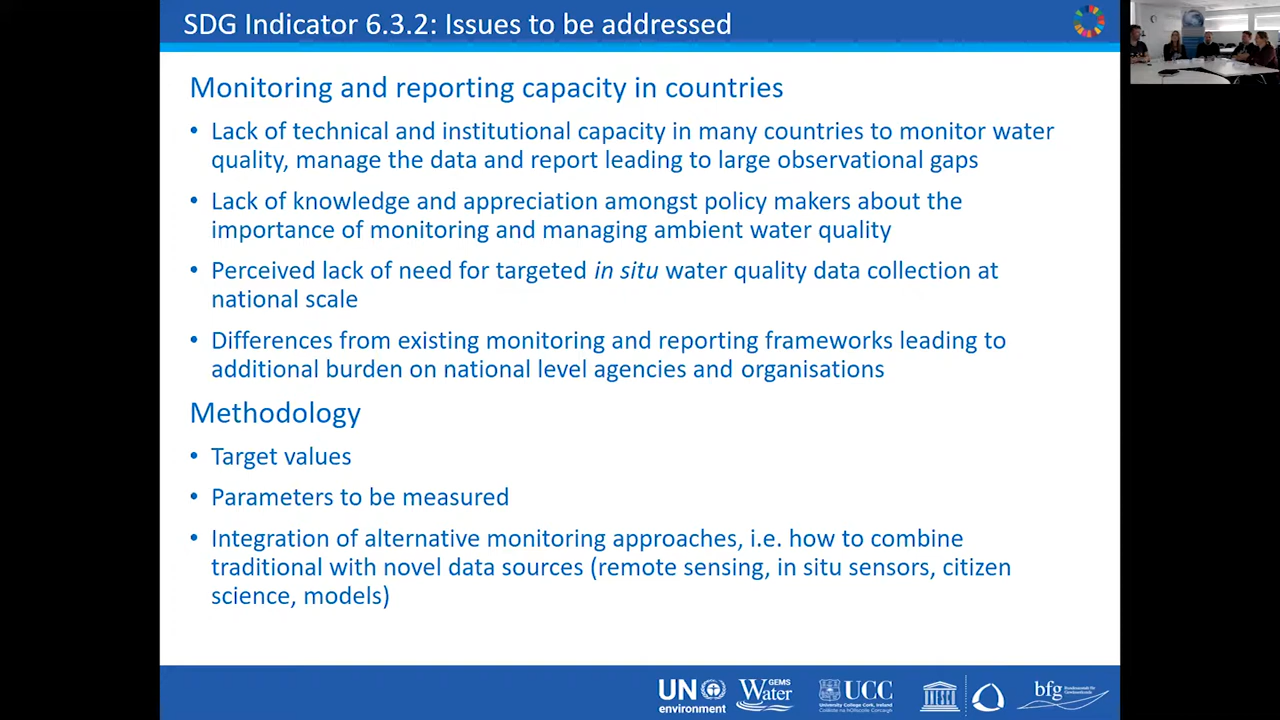 SDG Indicator 6.3.2: Issues to be addressed
Monitoring and reporting capacity in countries
• Lack of technical and institutional capacity in many countries to monitor water
quality, manage the data and report leading to large observational gaps
• Lack of knowledge and appreciation amongst policy makers about the
importance of monitoring and managing ambient water quality
• Perceived lack of need for targeted in situ water quality data collection at
national scale
• Differences from existing monitoring and reporting frameworks leading to
additional burden on national level agencies and organisations
Methodology
• Target values
• Parameters to be measured
• Integration of alternative monitoring approaches, i.e. how to combine
traditional with novel data sources (remote sensing, in situ sensors, citizen
science, models)
UN
environment
GEMS
Water
UCC
University College Cork, Ireland
bfg